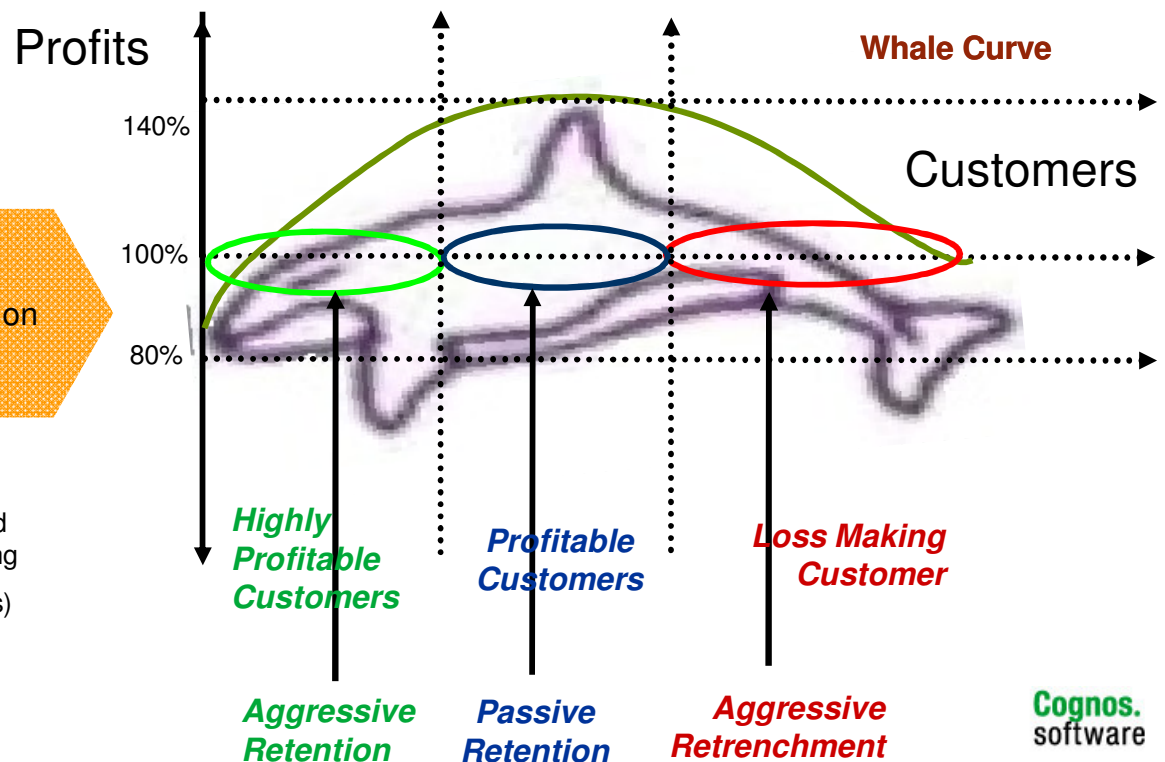 Profits
Whale Curve
140%
Customers
100%
on
80%
d
ng
s)
Highly
Profitable
Customers
Profitable
Customers
Loss Making
Customer
Aggressive
Retention
Passive
Retention
Aggressive
Retrenchment
Cognos.
software